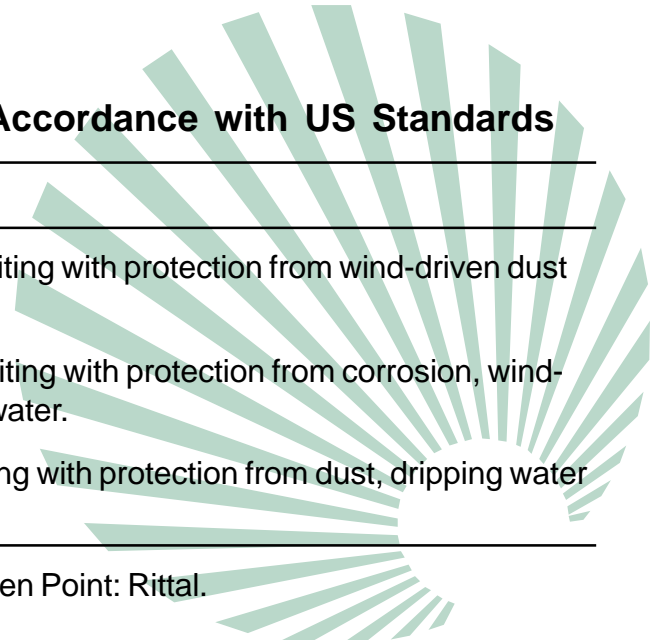 Accordance with US Standards
iting with protection from wind-driven dust
iting with protection from corrosion, wind-
water.
ng with protection from dust, dripping water
en Point: Rittal.